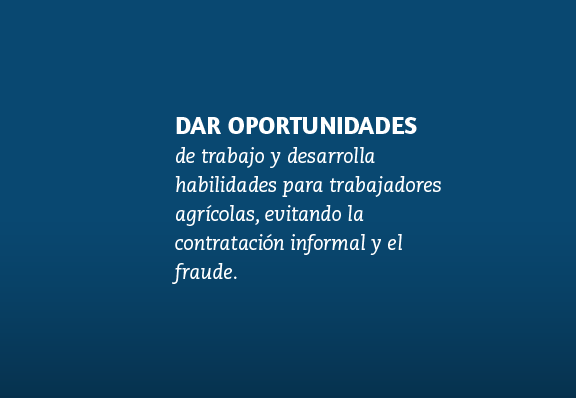 DAR OPORTUNIDADES
de trabajo y desarrolla
habilidades para trabajadores
agrícolas, evitando la
contratación informal y el
fraude.